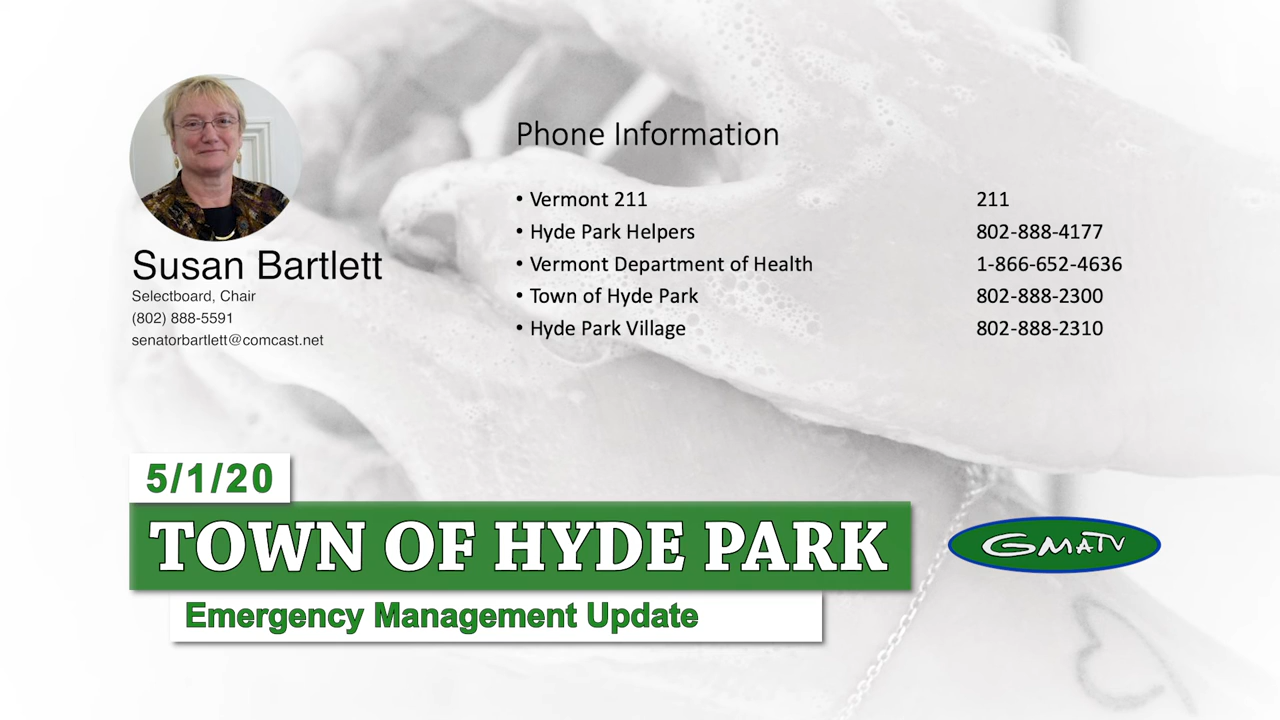 Susan Bartlett
Selectboard, Chair
(802) 888-5591
senatorbartlett@comcast.net
Phone Information
• Vermont 211 211
• Hyde Park Helpers 802-888-4177
• Vermont Department of Health 1-866-652-4636
• Town of Hyde Park 802-888-2300
• Hyde Park Village 802-888-2310
5/1/20
TOWN OF HYDE PARK
Emergency Management Update
GMATV